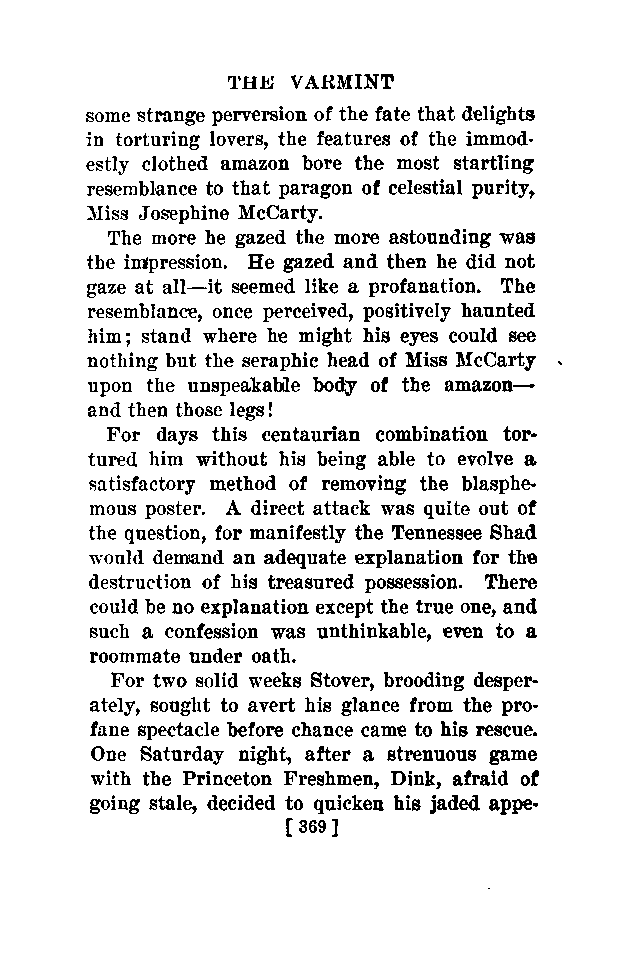 THE VARMINT
some strange perversion of the fate that delights
in torturing lovers, the features of the immod-
estly clothed amazon bore the most startling
resemblance to that paragon of celestial purity,
Miss Josephine McCarty.
The more he gazed the more astounding was
the impression. He gazed and then he did not
gaze at all—it seemed like a profanation. The
resemblance, once perceived, positively haunted
him; stand where he might his eyes could see
nothing but the seraphic head of Miss McCarty
upon the unspeakable body of the amazon—
and then those legs!
For days this centaurian combination tor-
tured him without his being able to evolve a
satisfactory method of removing the blasphe-
mous poster. A direct attack was quite out of
the question, for manifestly the Tennessee Shad
would demand an adequate explanation for the
destruction of his treasured possession. There
could be no explanation except the true one, and
such a confession was unthinkable, even to a
roommate under oath.
For two solid weeks Stover, brooding desper-
ately, sought to avert his glance from the pro-
fane spectacle before chance came to his rescue.
One Saturday night, after a strenuous game
with the Princeton Freshmen, Dink, afraid of
going stale, decided to quicken his jaded appe-
[ 369 ]